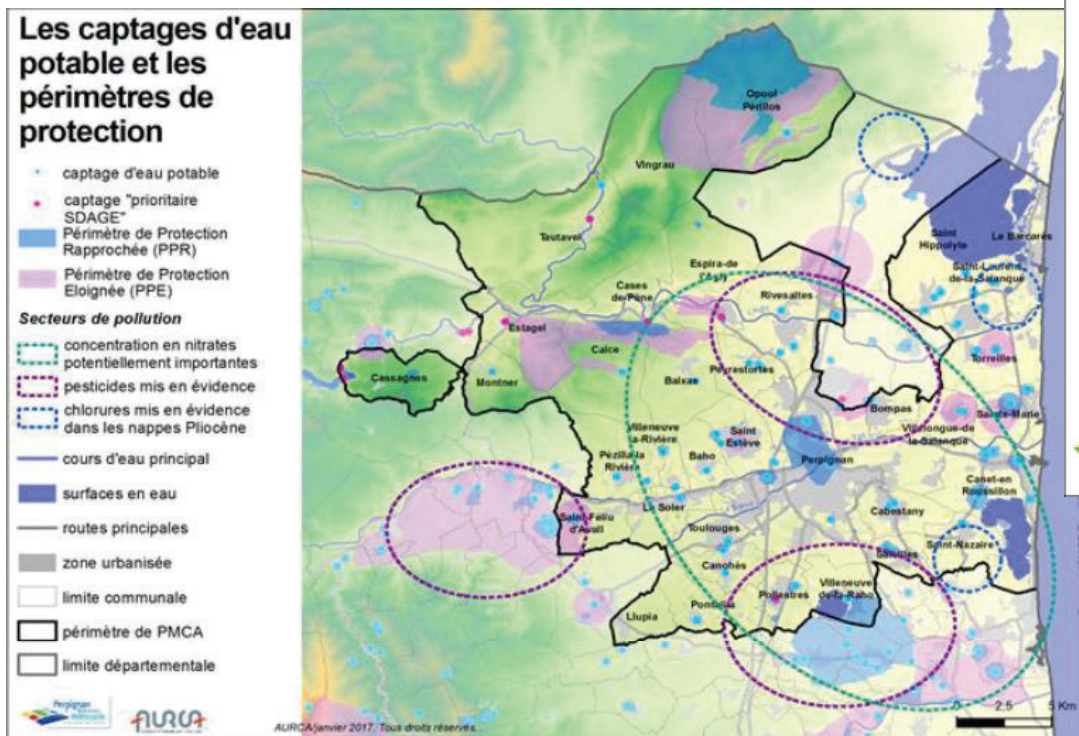 Les captages d'eau
potable et les
périmètres de
protection
captage d'eau potable
captage "prioritaire
SDAGE"
Périmètre de Protection
Rapprochée (PPR)
Périmètre de Protection
Eloignée (PPE)
Secteurs de pollution
concentration en nitrates
potentiellement importantes
pesticides mis en évidence
chlorures mis en évidence
dans les nappes Pliocène
cours d'eau principal
surfaces en eau
routes principales
zone urbanisée
limite communale
périmètre de PMCA
limite départementale
Perpignan
AURCA
AURCA/janvier 2017. Tous droits réservés.
Opoul
Périllos
Vingrau
Tautavel
Saint
Hippolyte
Le Barcarès
Saint-Laurent
de-la-Salanque
Espira-de
l'Agly
Cases
de-Pène
Rivesaltes
Estagel
Calce
Cassagnes
Montner
Baixas
Peyrestortes
Torreilles
Bompas
Sainte-Marie
Villelongue-de
la-Salanque
Villeneuve
la-Rivière
Saint
Estève
Pézilla-la
Rivière
Baho
Perpignan
Canet-en
Roussillon
Le Soler
Saint-Féliu
d'Avall
Toulouges
Cabestany
Canohès
Saleilles
Saint-Nazaire
Pollestres
Villeneuve
de-la-Raho
Ponteilla
Llupia
0 2.5 5 Km